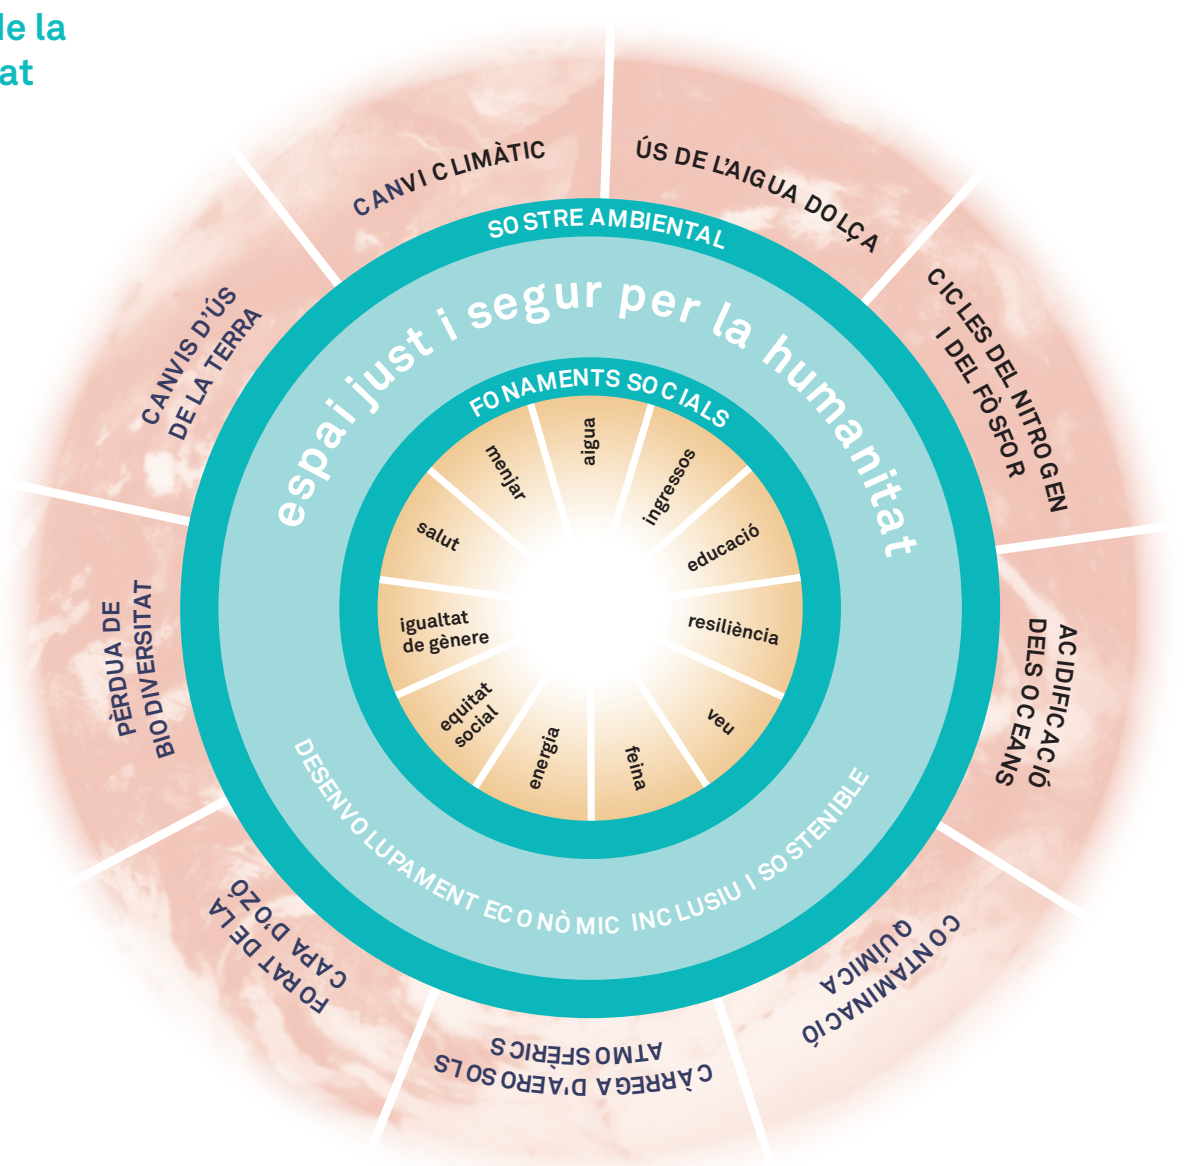 de la
at
CANVI CLIMÀTIC
ÚS DE L'AIGUA DOLÇA
CICLES DEL NITROGEN
I DEL FÒSFOR
ACIDIFICACIÓ
DELS OCEANS
CONTAMINACIÓ
QUÍMICA
CÀRREGA D'AEROSOLS
ATMOSFÈRICS
FORAT DE LA
CAPA D'OZÓ
PÈRDUA DE
BIODIVERSITAT
CANVIS D'ÚS
DE LA TERRA
SOSTRE AMBIENTAL
espai just i segur per la humanitat
FONAMENTS SOCIALS
aigua
ingressos
educació
resiliència
veu
feina
energia
equitat
social
igualtat
de gènere
salut
menjar
DESENVOLUPAMENT ECONÒMIC INCLUSIU I SOSTENIBLE